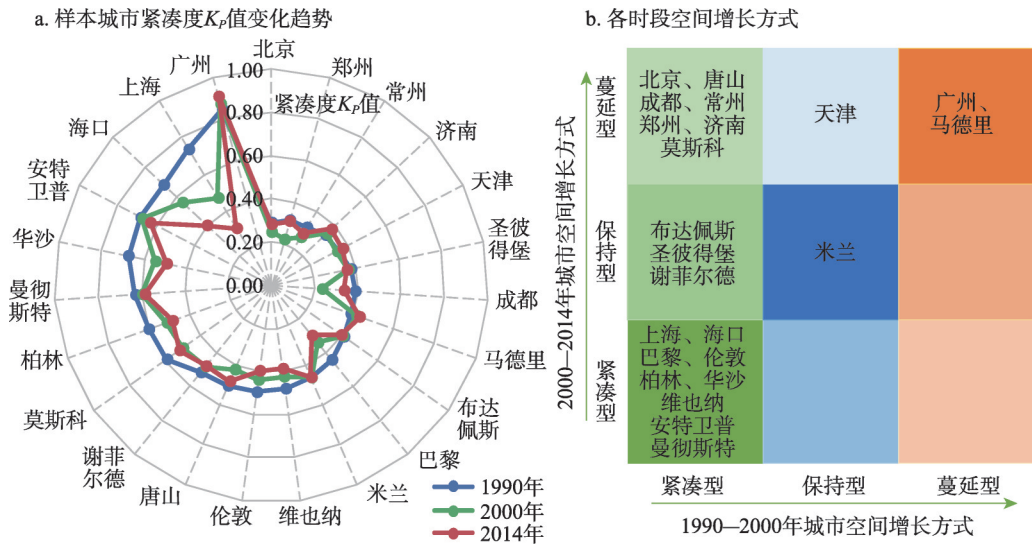 a. 样本城市紧凑度KP值变化趋势
北京
郑州
常州
济南
天津
圣彼
得堡
成都
马德里
布达
佩斯
巴黎
米兰
维也纳
伦敦
唐山
谢菲
尔德
莫斯科
柏林
曼彻
斯特
华沙
安特
卫普
海口
上海
广州
1.00
0.80
0.60
0.40
0.20
0.00
紧凑度KP值
1990年
2000年
2014年
b. 各时段空间增长方式
2000—2014年城市空间增长方式
蔓延型
保持型
紧凑型
北京、唐山
成都、常州
郑州、济南
莫斯科
天津
广州、
马德里
布达佩斯
圣彼得堡
谢菲尔德
米兰
上海、海口
巴黎、伦敦
柏林、华沙
维也纳
安特卫普
曼彻斯特
紧凑型
保持型
蔓延型
1990—2000年城市空间增长方式